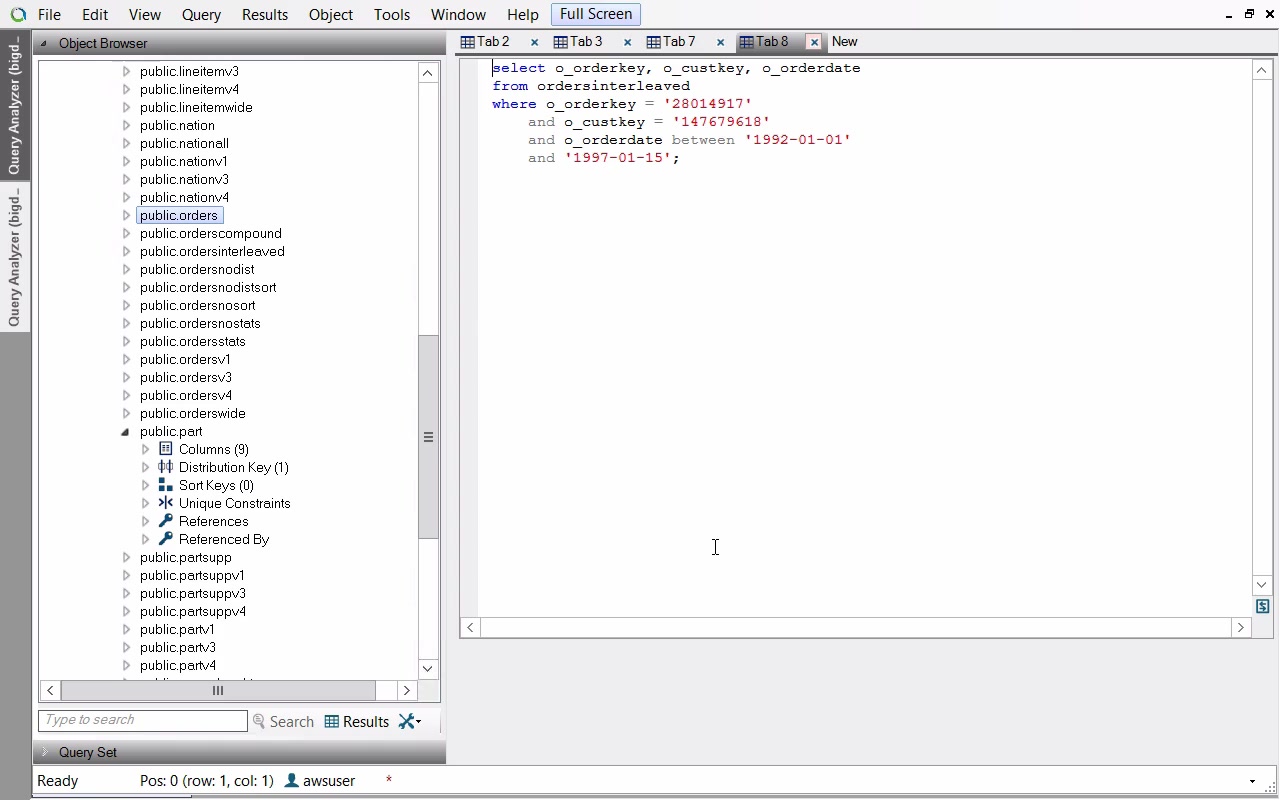 File Edit View Query Results Object Tools Window Help Full Screen
Query Analyzer (bigd...
Query Analyzer (bigd...
Object Browser
public.lineitemv3
public.lineitemv4
public.lineitemwide
public.nation
public.nationall
public.nationv1
public.nationv3
public.nationv4
public.orders
public.orderscompound
public.ordersinterleaved
public.ordersnodist
public.ordersnodistsort
public.ordersnosort
public.ordersnostats
public.ordersstats
public.ordersv1
public.ordersv3
public.ordersv4
public.orderswide
public.part
Columns (9)
Distribution Key (1)
Sort Keys (0)
Unique Constraints
References
Referenced By
public.partsupp
public.partsuppv1
public.partsuppv3
public.partsuppv4
public.partv1
public.partv3
public.partv4
Type to search Search Results
Query Set
Tab 2 Tab 3 Tab 7 Tab 8 New
select o_orderkey, o_custkey, o_orderdate
from ordersinterleaved
where o_orderkey = '28014917'
and o_custkey = '147679618'
and o_orderdate between '1992-01-01'
and '1997-01-15';
Ready Pos: 0 (row: 1, col: 1) awsuser *